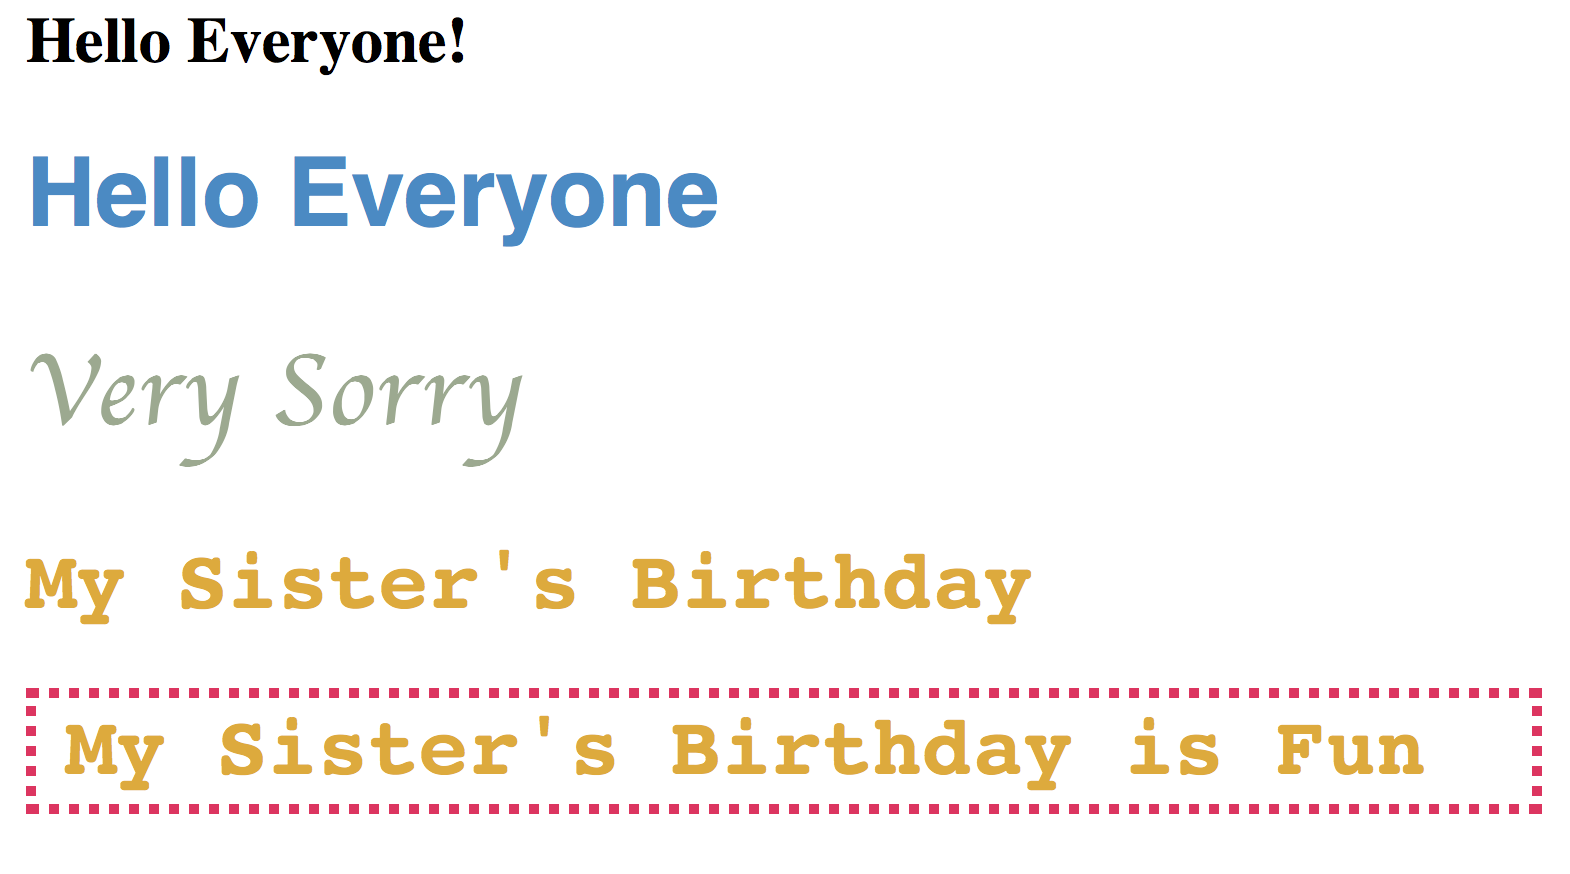 Hello Everyone!
Hello Everyone
Very Sorry
My Sister's Birthday
My Sister's Birthday is Fun